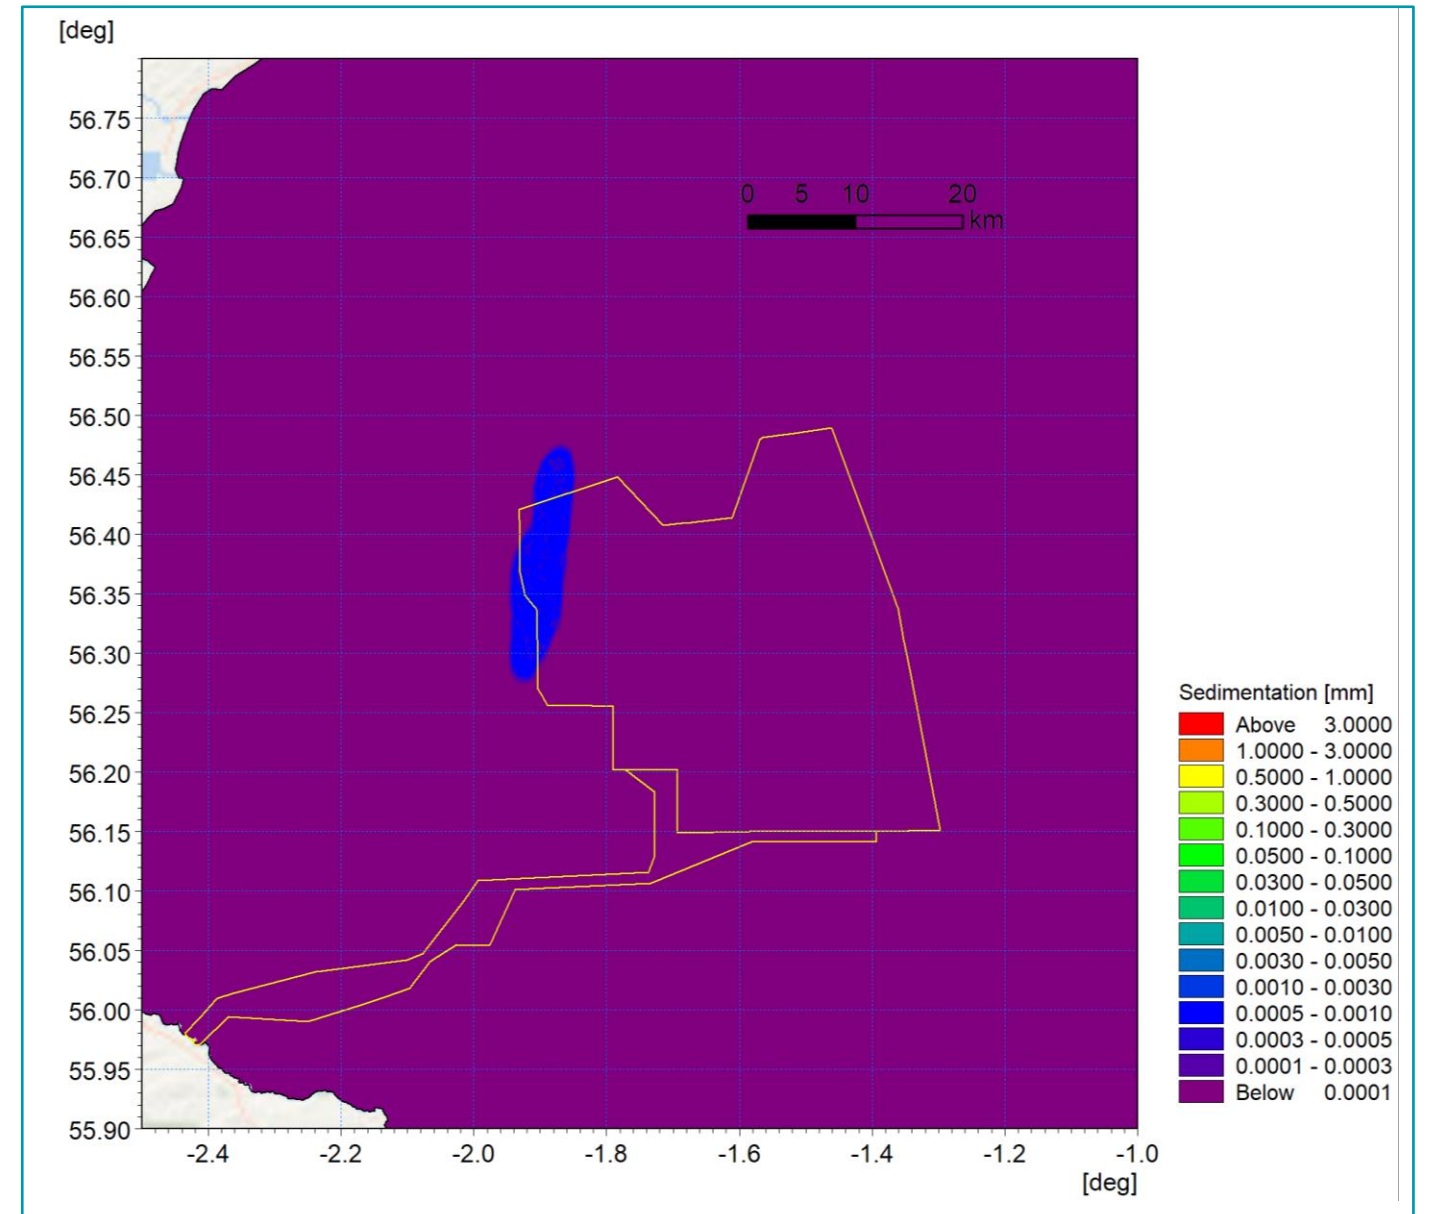 [deg]
56.75
56.70
56.65
56.60
56.55
56.50
56.45
56.40
56.35
56.30
56.25
56.20
56.15
56.10
56.05
56.00
55.95
55.90
0 5 10 20
km
-2.4 -2.2 -2.0 -1.8 -1.6 -1.4 -1.2 -1.0
[deg]
Sedimentation [mm]
Above 3.0000
1.0000 - 3.0000
0.5000 - 1.0000
0.3000 - 0.5000
0.1000 - 0.3000
0.0500 - 0.1000
0.0300 - 0.0500
0.0100 - 0.0300
0.0050 - 0.0100
0.0030 - 0.0050
0.0010 - 0.0030
0.0005 - 0.0010
0.0003 - 0.0005
0.0001 - 0.0003
Below 0.0001